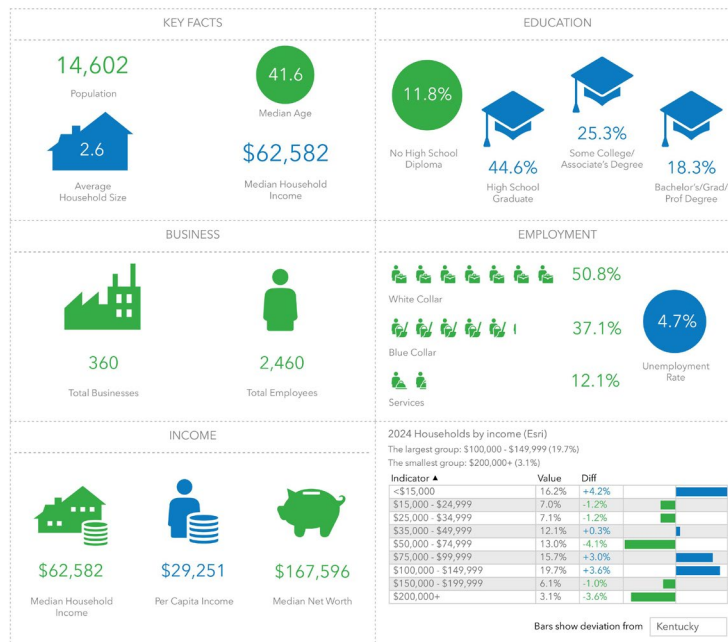 KEY FACTS
14,602
Population
41.6
Median Age
2.6
Average
Household Size
$62,582
Median Household
Income
EDUCATION
11.8%
No High School
Diploma
44.6%
High School
Graduate
25.3%
Some College/
Associate's Degree
18.3%
Bachelor's/Grad/
Prof Degree
BUSINESS
360
Total Businesses
2,460
Total Employees
EMPLOYMENT
50.8%
White Collar
37.1%
Blue Collar
12.1%
Services
4.7%
Unemployment
Rate
INCOME
$62,582
Median Household
Income
$29,251
Per Capita Income
$167,596
Median Net Worth
2024 Households by income (Esri)
The largest group: $100,000 - $149,999 (19.7%)
The smallest group: $200,000+ (3.1%)
Indicator ▲ Value Diff
<$15,000 16.2% +4.2%
$15,000 - $24,999 7.0% -1.2%
$25,000 - $34,999 7.1% -1.2%
$35,000 - $49,999 12.1% +0.3%
$50,000 - $74,999 13.0% -4.1%
$75,000 - $99,999 15.7% +3.0%
$100,000 - $149,999 19.7% +3.6%
$150,000 - $199,999 6.1% -1.0%
$200,000+ 3.1% -3.6%
Bars show deviation from Kentucky